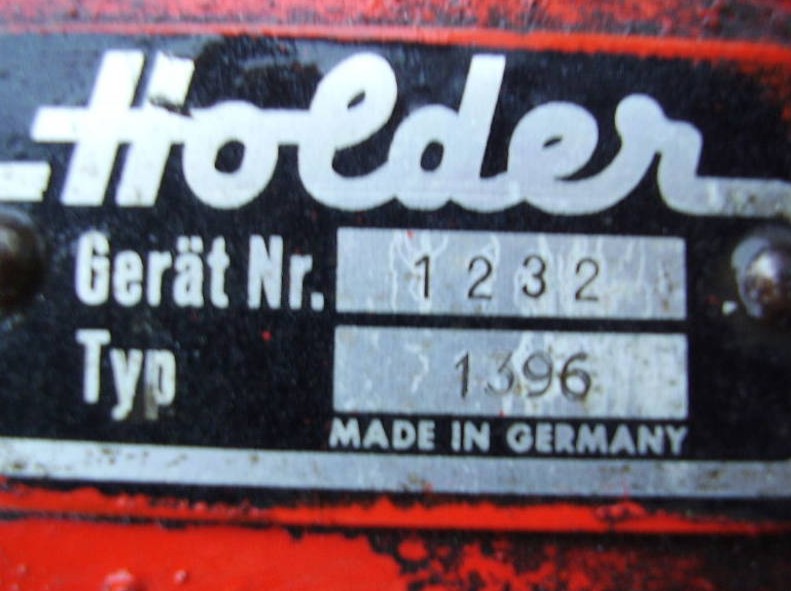 Holder
Gerät Nr. 1232
Typ 1396
MADE IN GERMANY